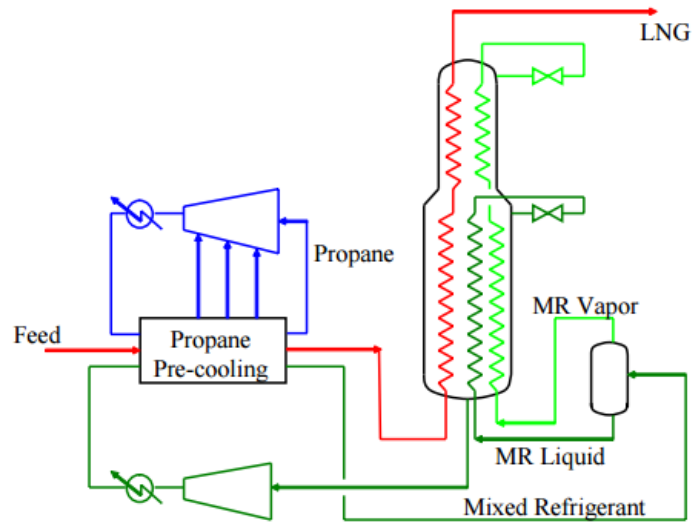 LNG
Propane
Feed
Propane
Pre-cooling
MR Vapor
MR Liquid
Mixed Refrigerant